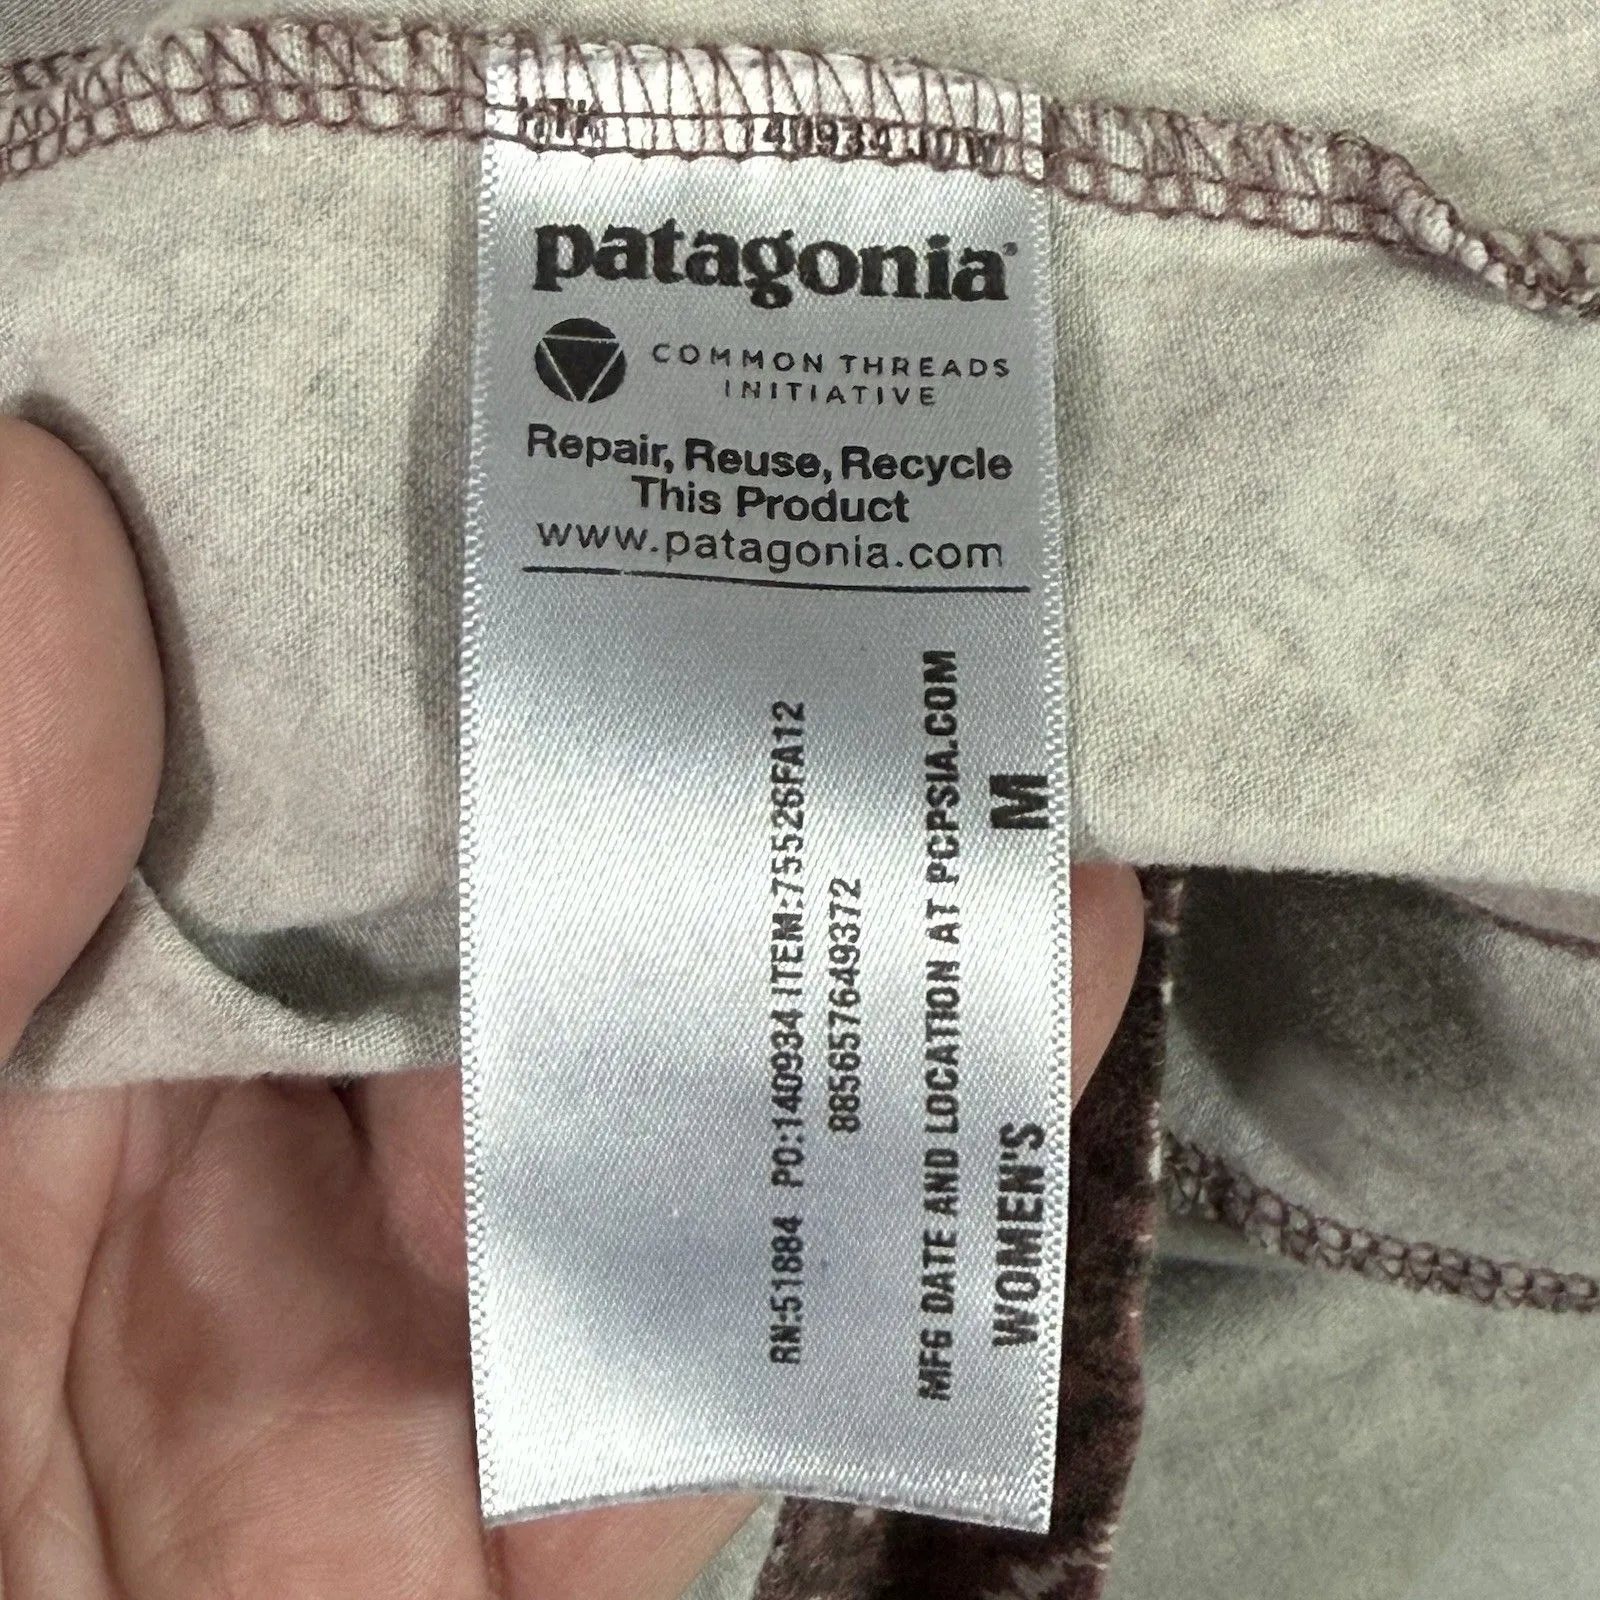 140934
patagonia®
COMMON THREADS
INITIATIVE
Repair, Reuse, Recycle
This Product
www.patagonia.com
RN:51884 PO:140934 ITEM:75526FA12
885657649372
MFG DATE AND LOCATION AT PCPSIA.COM
WOMEN'S M